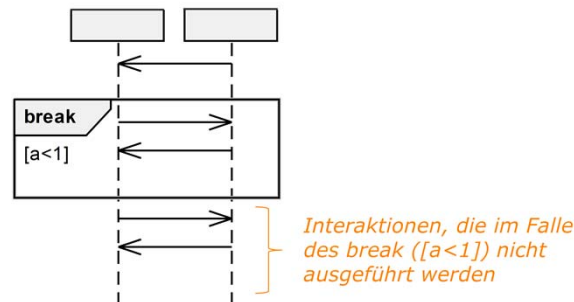 break
[a<1]
Interaktionen, die im Falle
des break ([a<1]) nicht
ausgeführt werden